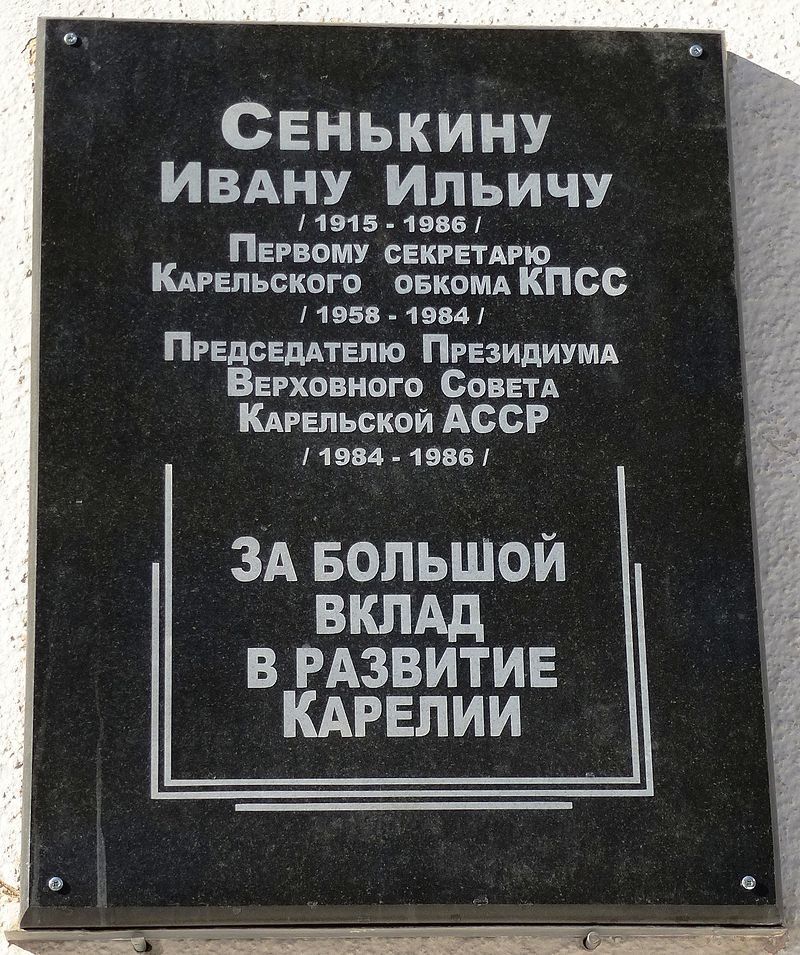 Сенькину
Ивану Ильичу
/ 1915 - 1986 /
Первому секретарю
Карельского обкома КПСС
/ 1958 - 1984 /
Председателю Президиума
Верховного Совета
Карельской АССР
/ 1984 - 1986 /
За большой
вклад
в развитие
Карелии